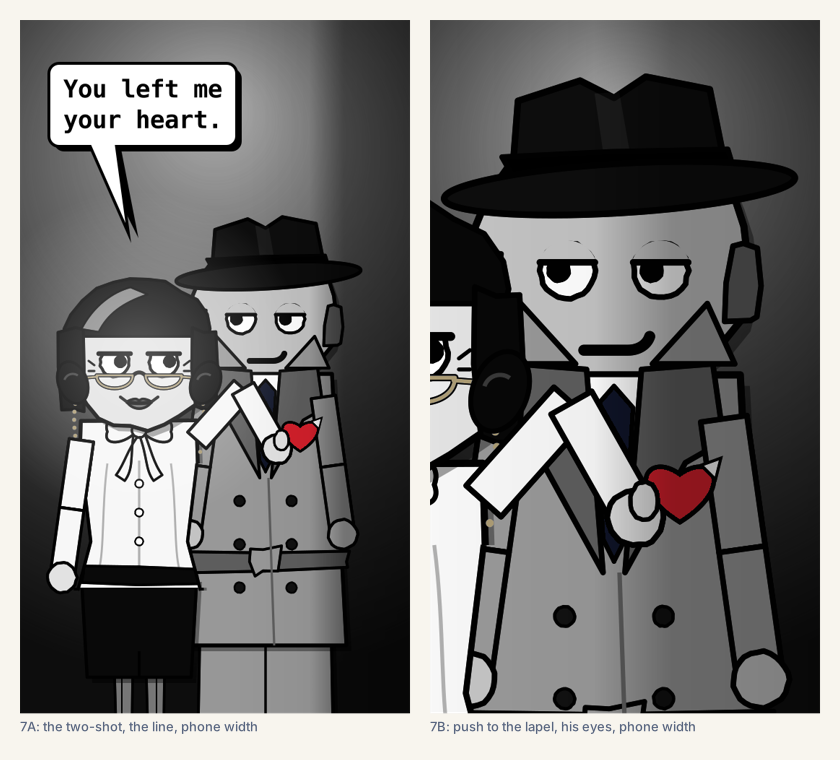 You left me
your heart.
7A: the two-shot, the line, phone width
7B: push to the lapel, his eyes, phone width